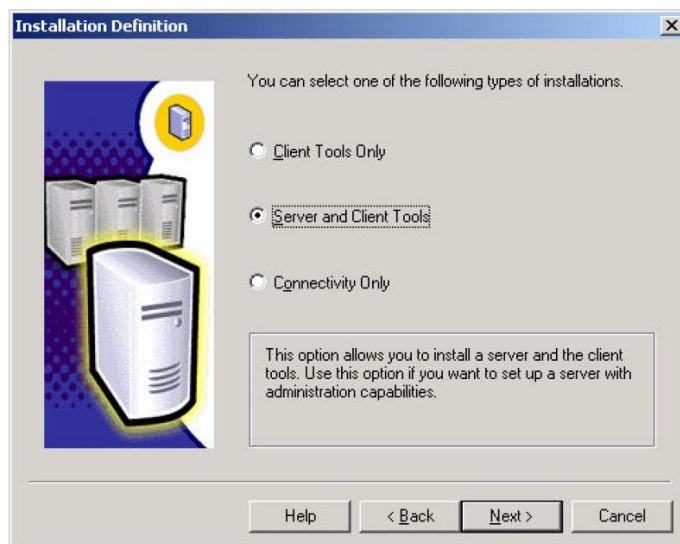 Installation Definition
You can select one of the following types of installations.
Client Tools Only
Server and Client Tools
Connectivity Only
This option allows you to install a server and the client
tools. Use this option if you want to set up a server with
administration capabilities.
Help
< Back
Next >
Cancel